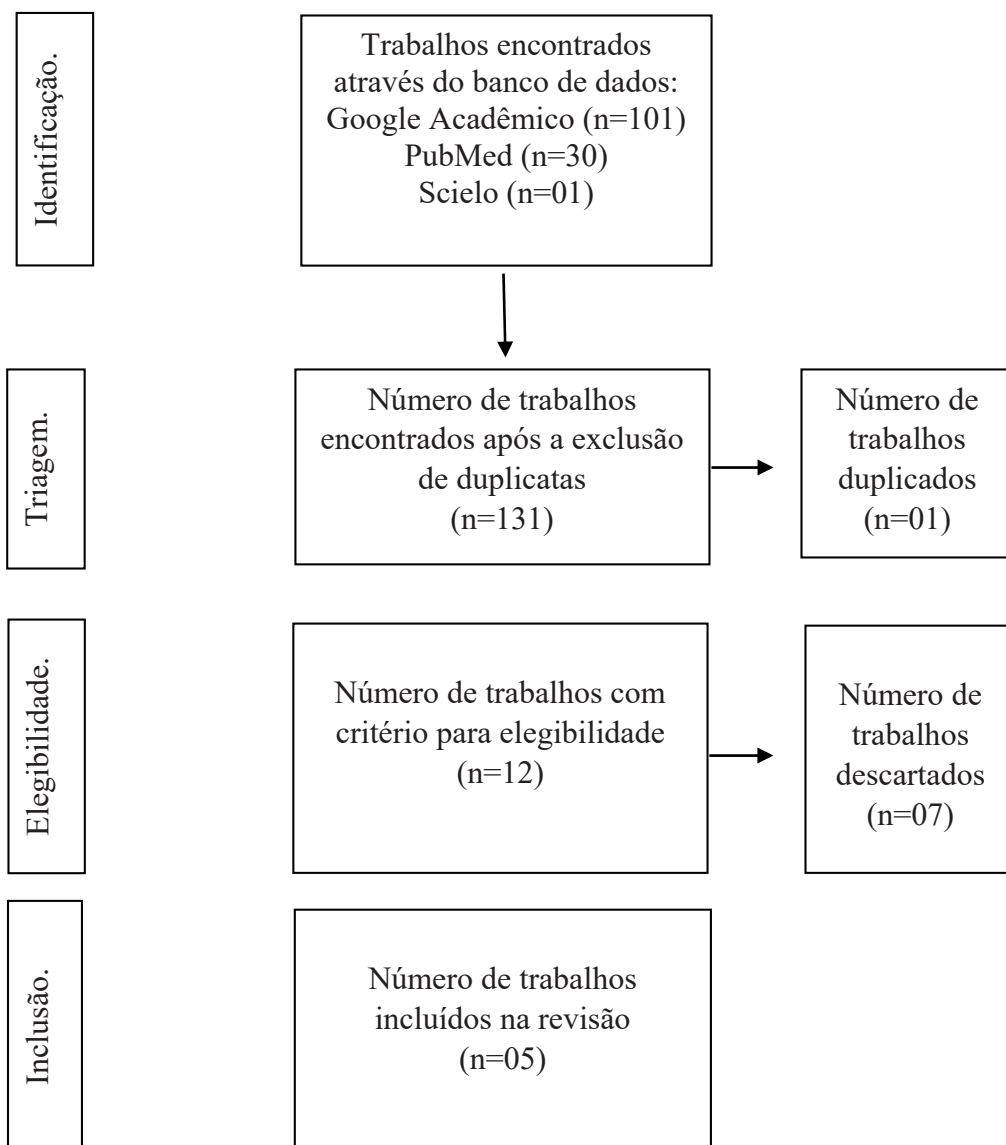 Identificação.
Trabalhos encontrados
através do banco de dados:
Google Acadêmico (n=101)
PubMed (n=30)
Scielo (n=01)
Triagem.
Número de trabalhos
encontrados após a exclusão
de duplicatas
(n=131)
Número de
trabalhos
duplicados
(n=01)
Elegibilidade.
Número de trabalhos com
critério para elegibilidade
(n=12)
Número de
trabalhos
descartados
(n=07)
Inclusão.
Número de trabalhos
incluídos na revisão
(n=05)